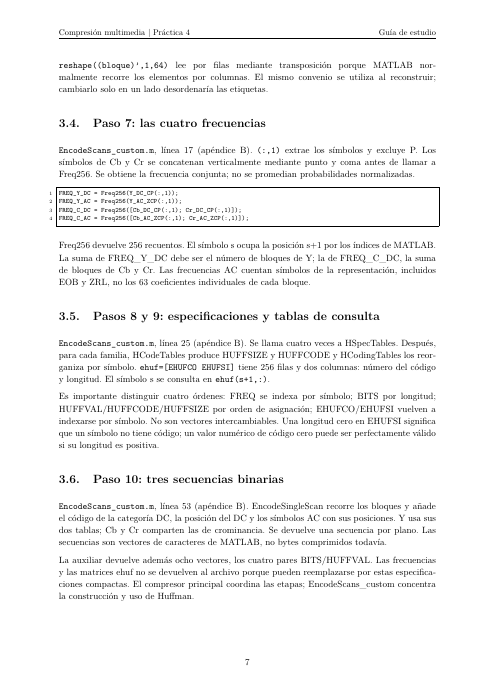 Compresión multimedia | Práctica 4 Guía de estudio
reshape((bloque)',1,64) lee por filas mediante transposición porque MATLAB nor-
malmente recorre los elementos por columnas. El mismo convenio se utiliza al reconstruir;
cambiarlo solo en un lado desordenaría las etiquetas.
3.4. Paso 7: las cuatro frecuencias
EncodeScans_custom.m, línea 17 (apéndice B). (:,1) extrae los símbolos y excluye P. Los
símbolos de Cb y Cr se concatenan verticalmente mediante punto y coma antes de llamar a
Freq256. Se obtiene la frecuencia conjunta; no se promedian probabilidades normalizadas.
1 FREQ_Y_DC = Freq256(Y_DC_CP(:,1));
2 FREQ_Y_AC = Freq256(Y_AC_ZCP(:,1));
3 FREQ_C_DC = Freq256([Cb_DC_CP(:,1); Cr_DC_CP(:,1)]);
4 FREQ_C_AC = Freq256([Cb_AC_ZCP(:,1); Cr_AC_ZCP(:,1)]);
Freq256 devuelve 256 recuentos. El símbolo s ocupa la posición s+1 por los índices de MATLAB.
La suma de FREQ_Y_DC debe ser el número de bloques de Y; la de FREQ_C_DC, la suma
de bloques de Cb y Cr. Las frecuencias AC cuentan símbolos de la representación, incluidos
EOB y ZRL, no los 63 coeficientes individuales de cada bloque.
3.5. Pasos 8 y 9: especificaciones y tablas de consulta
EncodeScans_custom.m, línea 25 (apéndice B). Se llama cuatro veces a HSpecTables. Después,
para cada familia, HCodeTables produce HUFFSIZE y HUFFCODE y HCodingTables los reor-
ganiza por símbolo. ehuf=[EHUFCO EHUFSI] tiene 256 filas y dos columnas: número del código
y longitud. El símbolo s se consulta en ehuf(s+1,:).
Es importante distinguir cuatro órdenes: FREQ se indexa por símbolo; BITS por longitud;
HUFFVAL/HUFFCODE/HUFFSIZE por orden de asignación; EHUFCO/EHUFSI vuelven a
indexarse por símbolo. No son vectores intercambiables. Una longitud cero en EHUFSI significa
que un símbolo no tiene código; un valor numérico de código cero puede ser perfectamente válido
si su longitud es positiva.
3.6. Paso 10: tres secuencias binarias
EncodeScans_custom.m, línea 53 (apéndice B). EncodeSingleScan recorre los bloques y añade
el código de la categoría DC, la posición del DC y los símbolos AC con sus posiciones. Y usa sus
dos tablas; Cb y Cr comparten las de crominancia. Se devuelve una secuencia por plano. Las
secuencias son vectores de caracteres de MATLAB, no bytes comprimidos todavía.
La auxiliar devuelve además ocho vectores, los cuatro pares BITS/HUFFVAL. Las frecuencias
y las matrices ehuf no se devuelven al archivo porque pueden reemplazarse por estas especifica-
ciones compactas. El compresor principal coordina las etapas; EncodeScans_custom concentra
la construcción y uso de Huffman.
7